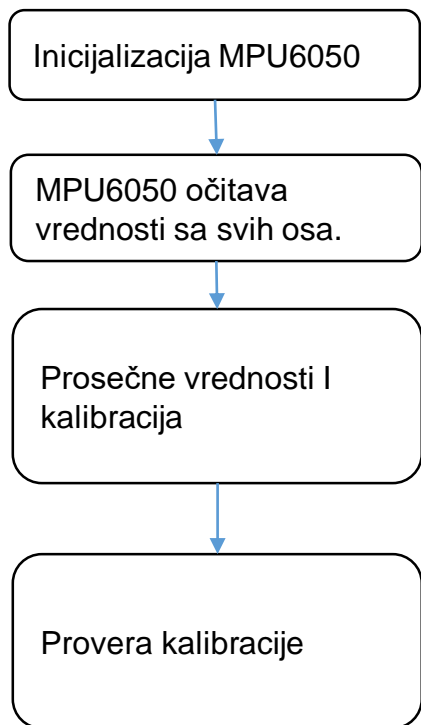 Inicijalizacija MPU6050
MPU6050 očitava
vrednosti sa svih osa.
Prosečne vrednosti I
kalibracija
Provera kalibracije